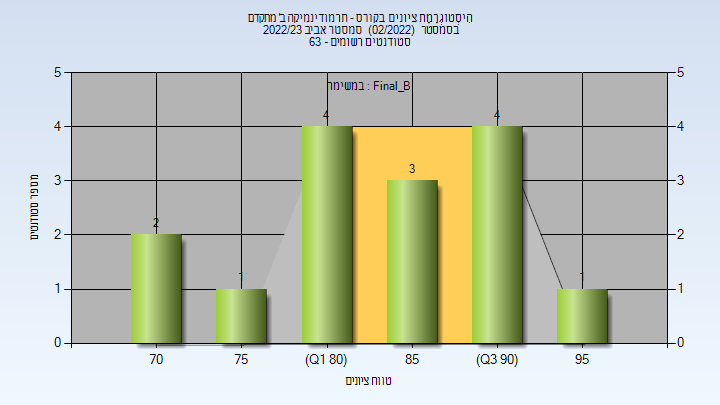 היסטוגרמת ציונים בקורס - תרמודינמיקה ב' מתקדם
בסמסטר (02/2022) סמסטר אביב 2022/23
סטודנטים רשומים - 63
במשימה : Final_B
5
4
3
2
1
0
5
4
3
2
1
0
2
1
4
3
4
1
מספר סטודנטים
70
75
(Q1 80)
85
(Q3 90)
95
טווח ציונים